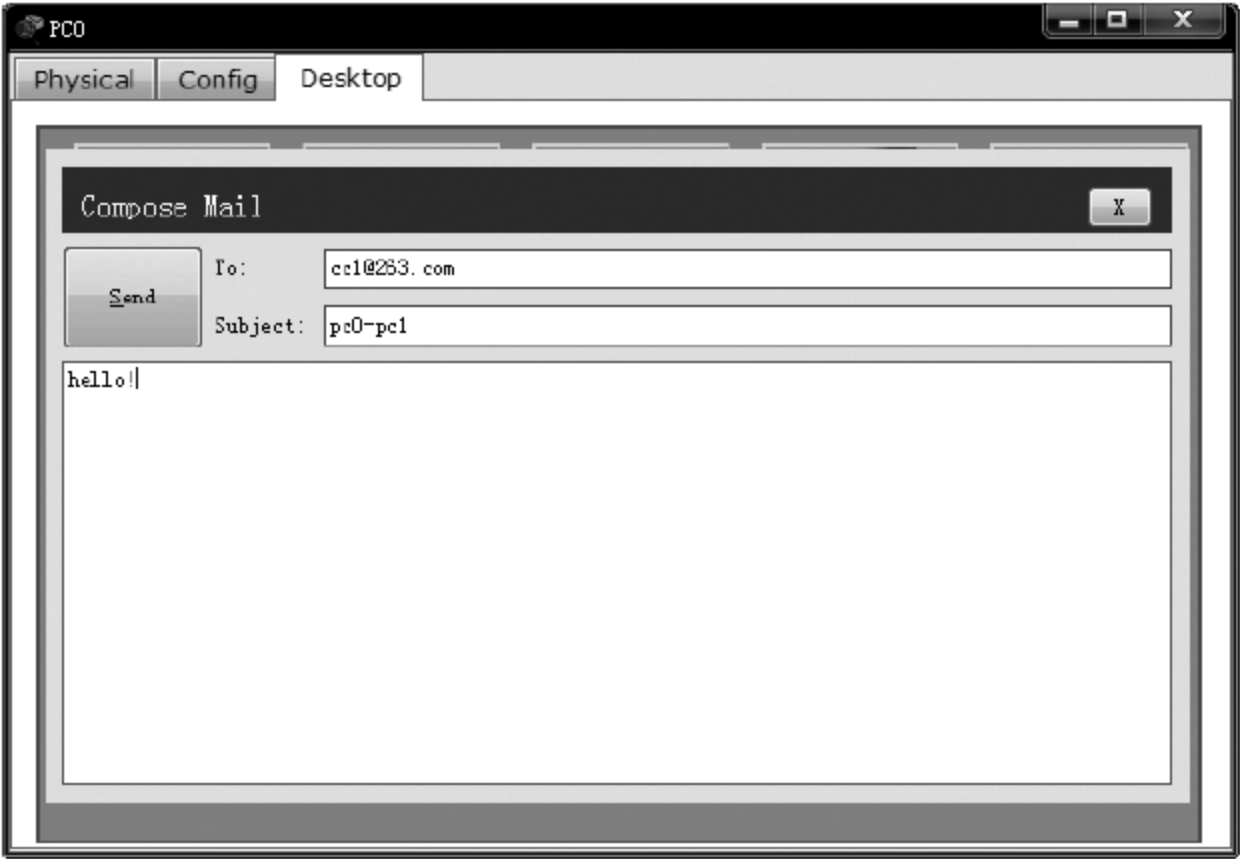 PC0
X
Physical Config Desktop
Compose Mail
X
Send
To:
cc1@263.com
Subject:
pc0-pc1
hello!